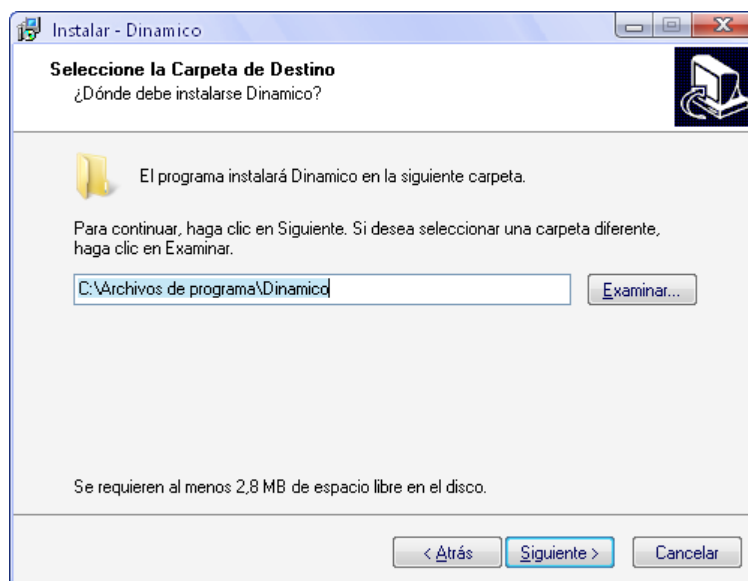 Instalar - Dinamico
Seleccione la Carpeta de Destino
¿Dónde debe instalarse Dinamico?
El programa instalará Dinamico en la siguiente carpeta.
Para continuar, haga clic en Siguiente. Si desea seleccionar una carpeta diferente,
haga clic en Examinar.
C:\Archivos de programa\Dinamico
Examinar...
Se requieren al menos 2,8 MB de espacio libre en el disco.
< Atrás
Siguiente >
Cancelar